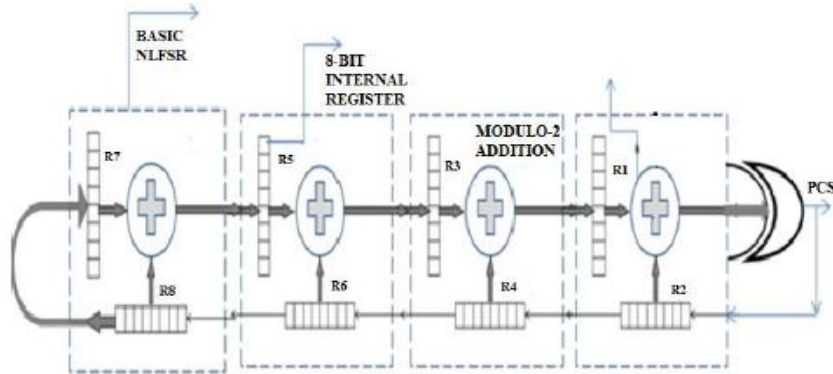 BASIC
NLFSR
8-BIT
INTERNAL
REGISTER
MODULO-2
ADDITION
R7
R5
R3
R1
PCS
R8
R6
R4
R2